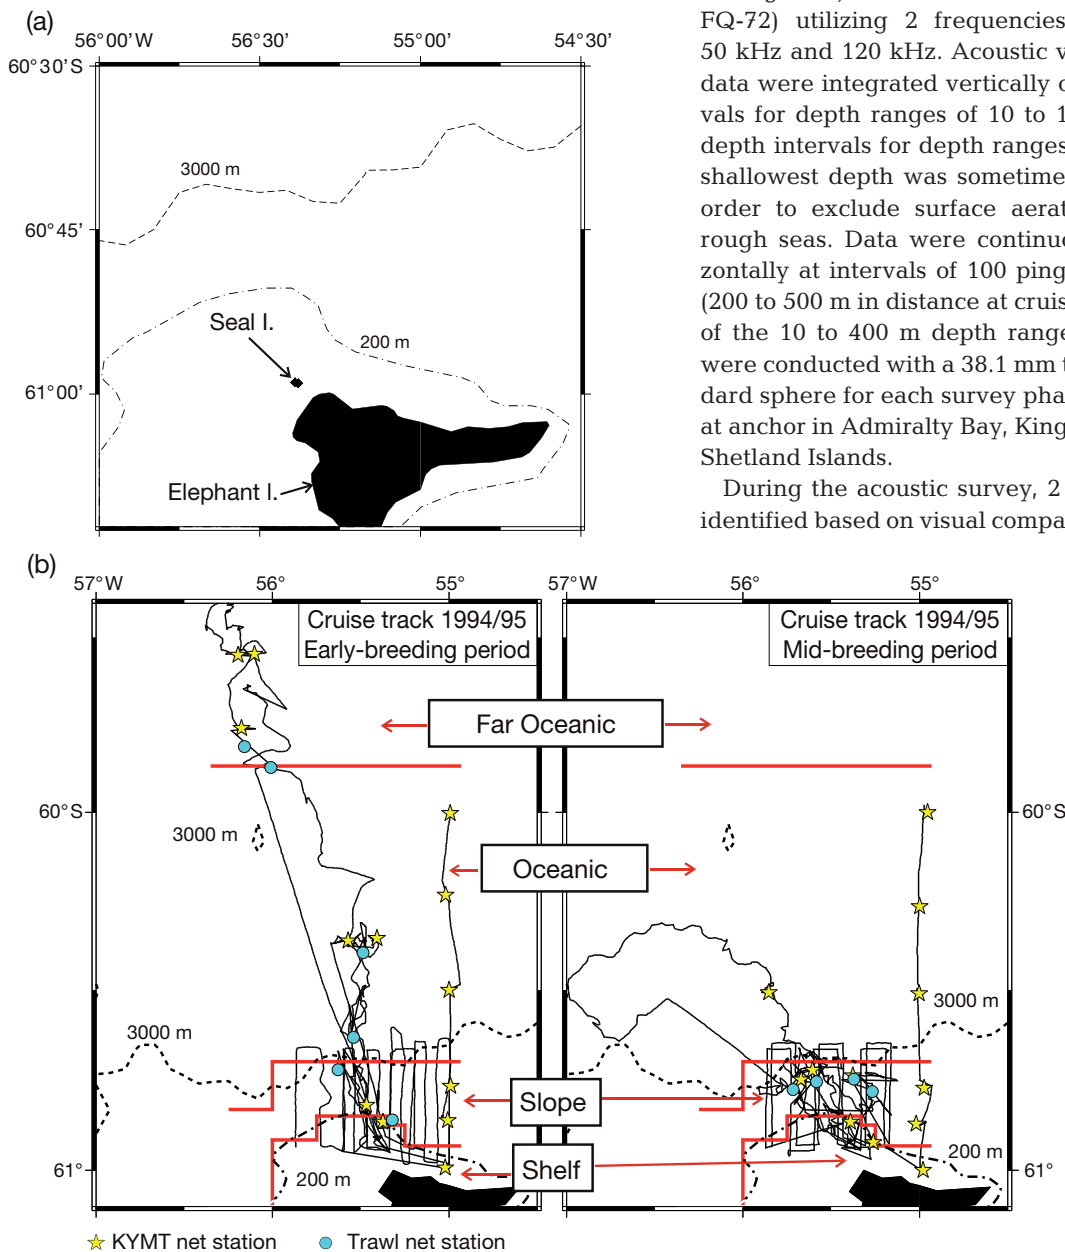 (a)
56°00'W 56°30' 55°00' 54°30'
60°30'S
3000 m
60°45'
Seal I.
200 m
61°00'
Elephant I.
FQ-72) utilizing 2 frequencies
50 kHz and 120 kHz. Acoustic v
data were integrated vertically o
vals for depth ranges of 10 to 1
depth intervals for depth ranges
shallowest depth was sometime
order to exclude surface aerat
rough seas. Data were continu
zontally at intervals of 100 ping
(200 to 500 m in distance at cruis
of the 10 to 400 m depth range
were conducted with a 38.1 mm t
dard sphere for each survey pha
at anchor in Admiralty Bay, King
Shetland Islands.
During the acoustic survey, 2
identified based on visual compa
(b)
57°W 56° 55° 57°W 56° 55°
Cruise track 1994/95
Early-breeding period
Cruise track 1994/95
Mid-breeding period
Far Oceanic
60°S 60°S
3000 m
Oceanic
3000 m
3000 m
Slope
Shelf
200 m
200 m
61° 61°
KYMT net station Trawl net station